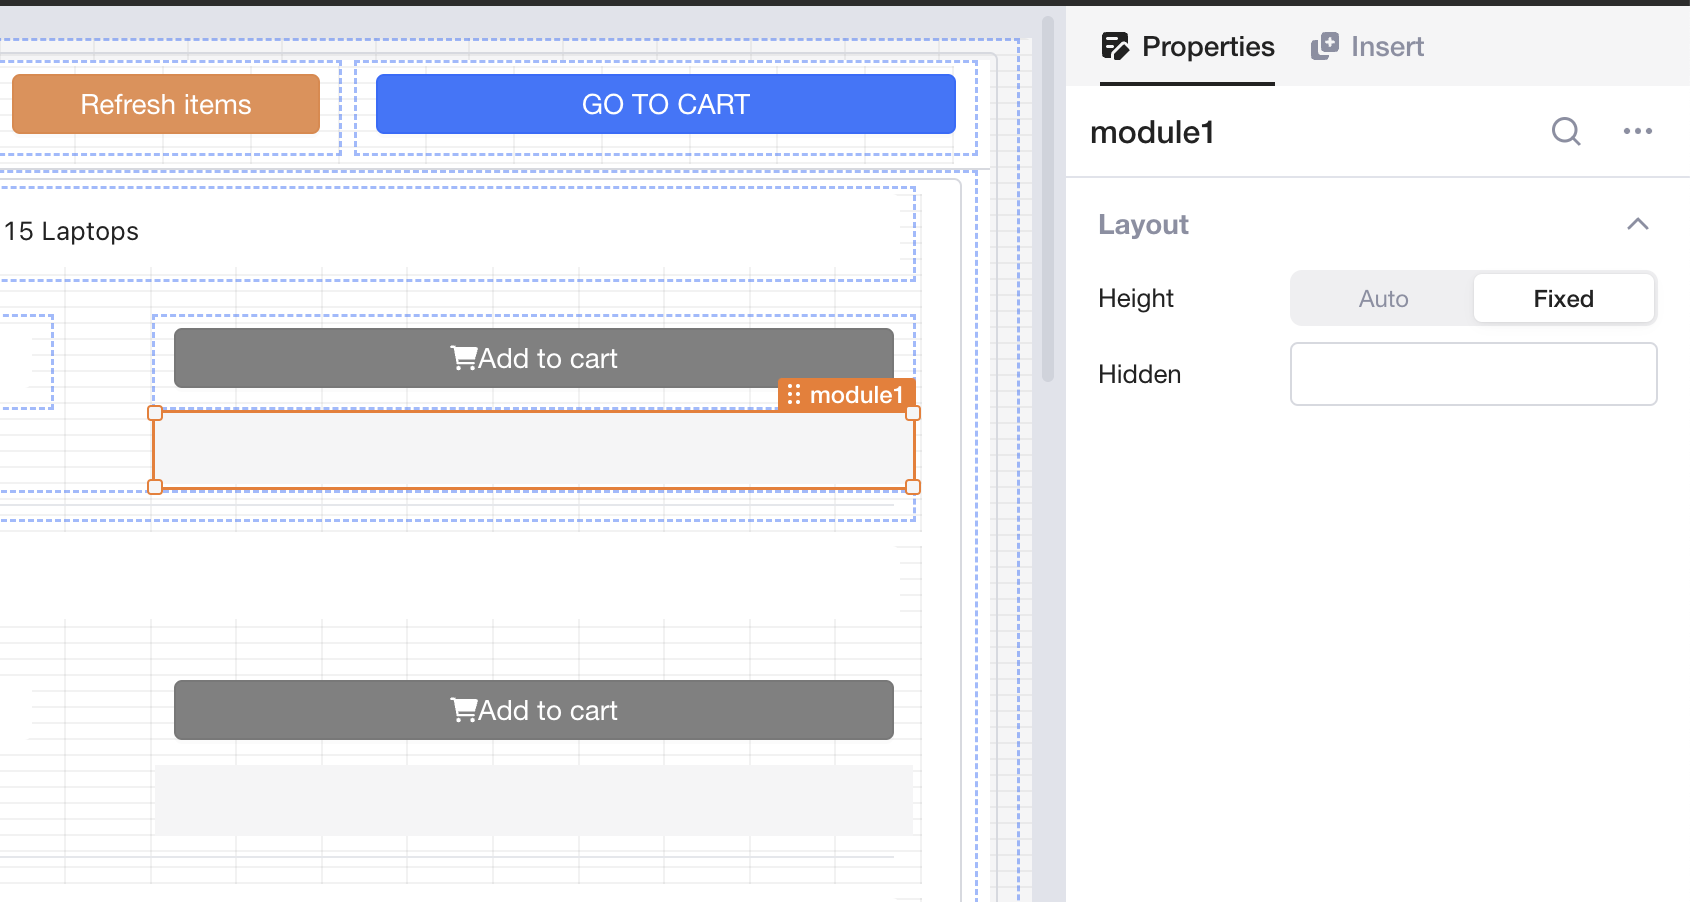 Refresh items
GO TO CART
15 Laptops
Add to cart
module1
Add to cart
Properties
Insert
module1
Layout
Height
Auto
Fixed
Hidden